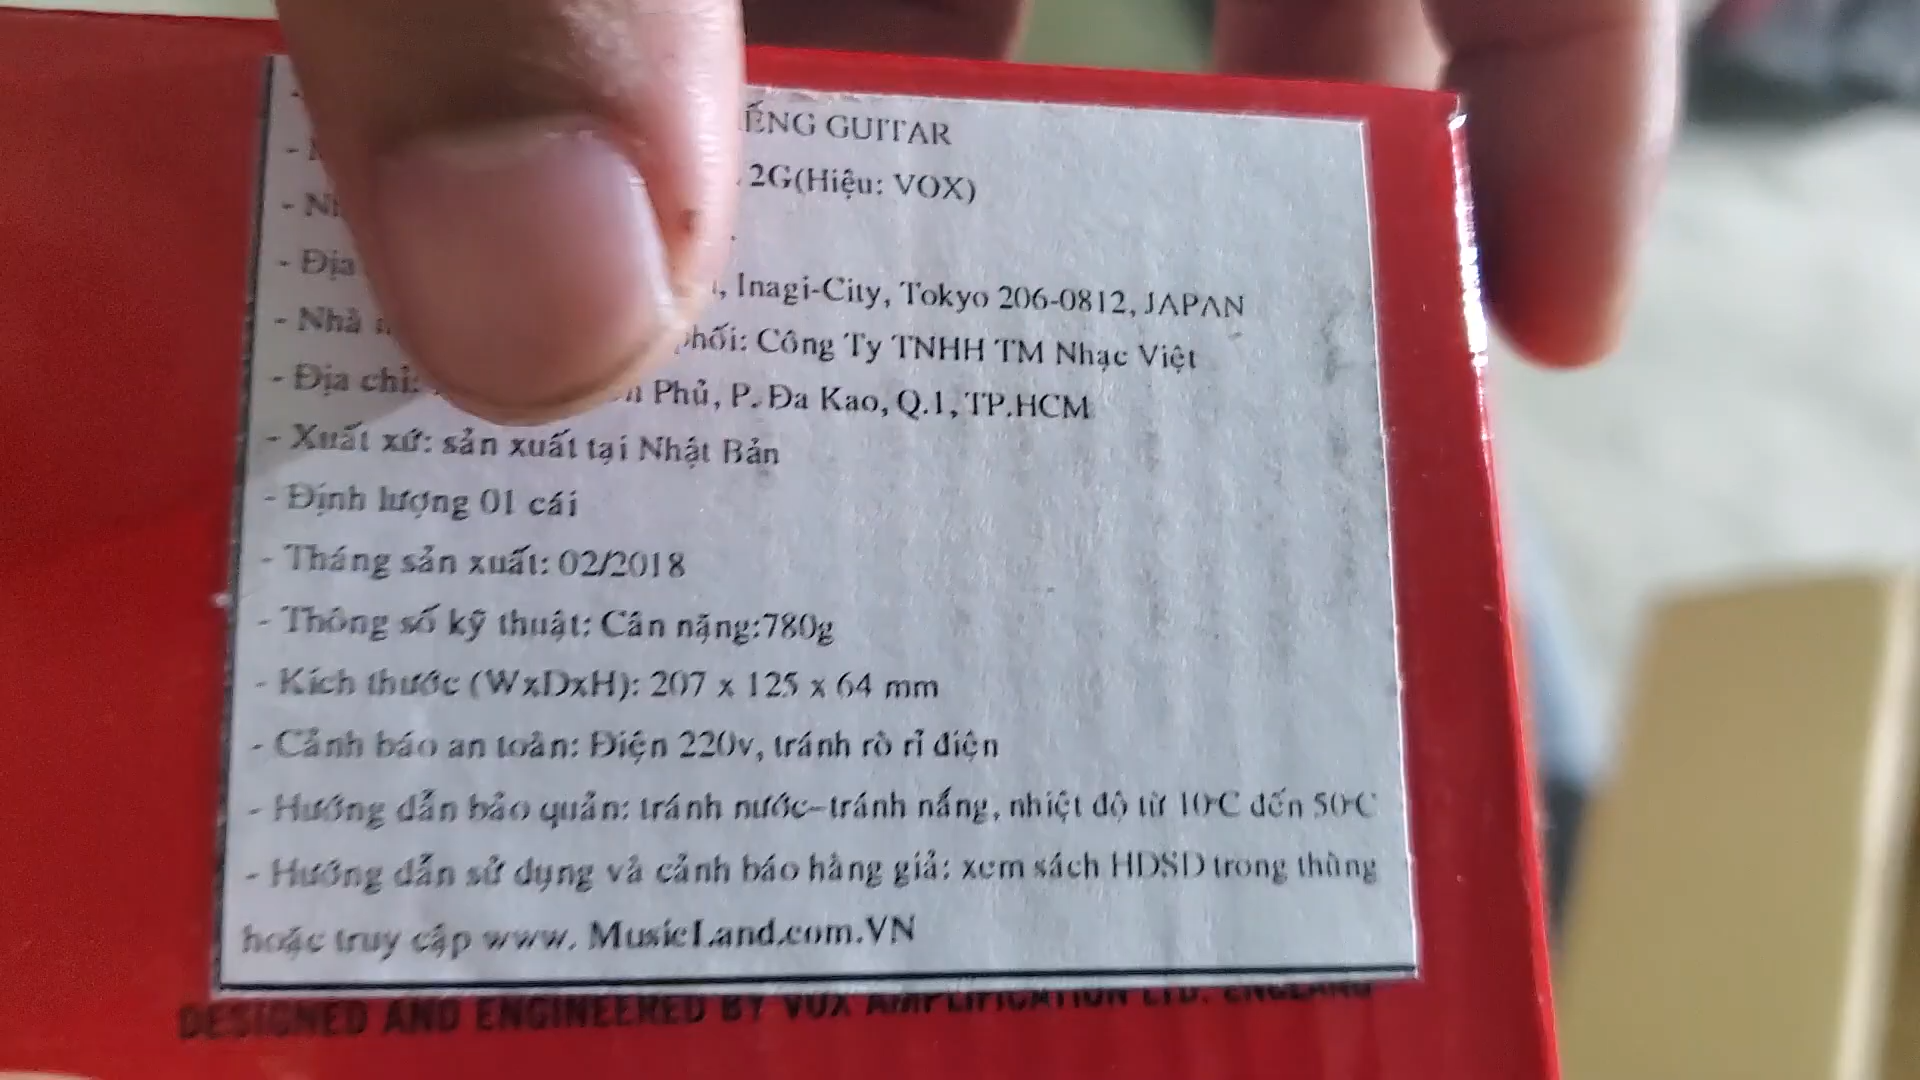 ẾNG GUITAR
2G(Hiệu: VOX)
- Địa
, Inagi-City, Tokyo 206-0812, JAPAN
- Nhà phối: Công Ty TNHH TM Nhạc Việt
- Địa chỉ: Phủ, P. Đa Kao, Q.1, TP.HCM
- Xuất xứ: sản xuất tại Nhật Bản
- Định lượng 01 cái
- Tháng sản xuất: 02/2018
- Thông số kỹ thuật: Cân nặng:780g
- Kích thước (WxDxH): 207 x 125 x 64 mm
- Cảnh báo an toàn: Điện 220v, tránh rò rỉ điện
- Hướng dẫn bảo quản: tránh nước–tránh nắng, nhiệt độ từ 10°C đến 50°C
- Hướng dẫn sử dụng và cảnh báo hàng giả: xem sách HDSD trong thùng
hoặc truy cập www. MusicLand.com.VN
DESIGNED AND ENGINEERED BY VOX AMPLIFICATION LTD. ENGLAND